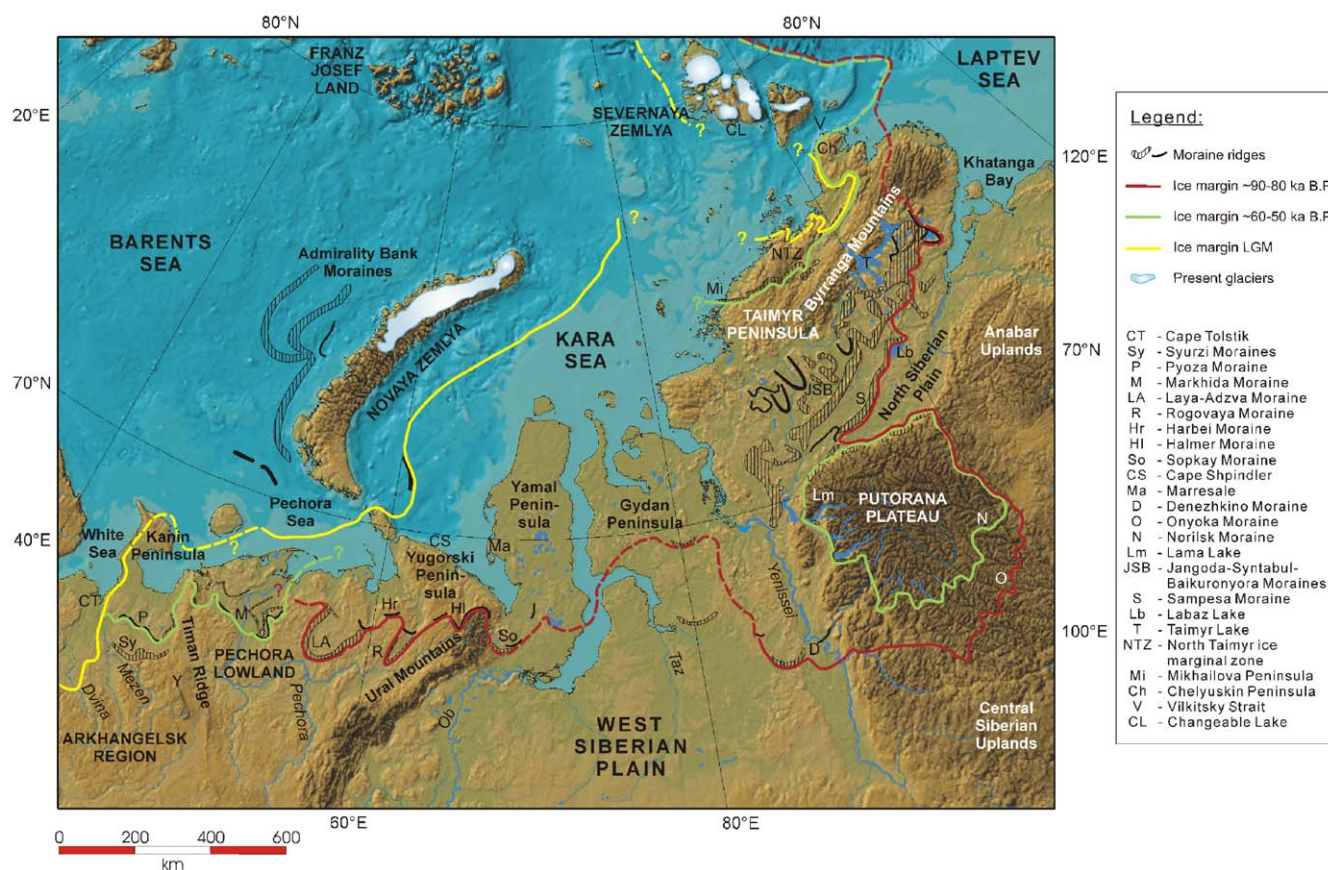 80°N
80°N
20°E
120°E
70°N
70°N
40°E
100°E
60°E
80°E
FRANZ
JOSEF
LAND
SEVERNAYA
ZEMLYA
CL
LAPTEV
SEA
V
Ch
Khatanga
Bay
BARENTS
SEA
Admirality Bank
Moraines
NOVAYA ZEMLYA
KARA
SEA
NTZ
Mi
Byrranga Mountains
T
TAIMYR
PENINSULA
Anabar
Uplands
Lb
North Siberian
Plain
JSB
S
Lm
PUTORANA
PLATEAU
N
O
Pechora
Sea
White
Sea
Kanin
Peninsula
CS
Yugorski
Penin-
sula
Ma
Yamal
Penin-
sula
Gydan
Peninsula
Yenissei
CT
P
Sy
M
Hr
Hl
LA
R
So
D
Timan Ridge
PECHORA
LOWLAND
Ural Mountains
Dvina
Mezen
Y
Pechora
Ob
Taz
ARKHANGELSK
REGION
WEST
SIBERIAN
PLAIN
Central
Siberian
Uplands
?
?
?
?
?
?
?
?
0 200 400 600
km
Legend:
Moraine ridges
Ice margin ~90-80 ka B.P
Ice margin ~60-50 ka B.P
Ice margin LGM
Present glaciers
CT - Cape Tolstik
Sy - Syurzi Moraines
P - Pyoza Moraine
M - Markhida Moraine
LA - Laya-Adzva Moraine
R - Rogovaya Moraine
Hr - Harbei Moraine
Hl - Halmer Moraine
So - Sopkay Moraine
CS - Cape Shpindler
Ma - Marresale
D - Denezhkino Moraine
O - Onyoka Moraine
N - Norilsk Moraine
Lm - Lama Lake
JSB - Jangoda-Syntabul-
Baikuronyora Moraines
S - Sampesa Moraine
Lb - Labaz Lake
T - Taimyr Lake
NTZ - North Taimyr ice
marginal zone
Mi - Mikhailova Peninsula
Ch - Chelyuskin Peninsula
V - Vilkitsky Strait
CL - Changeable Lake